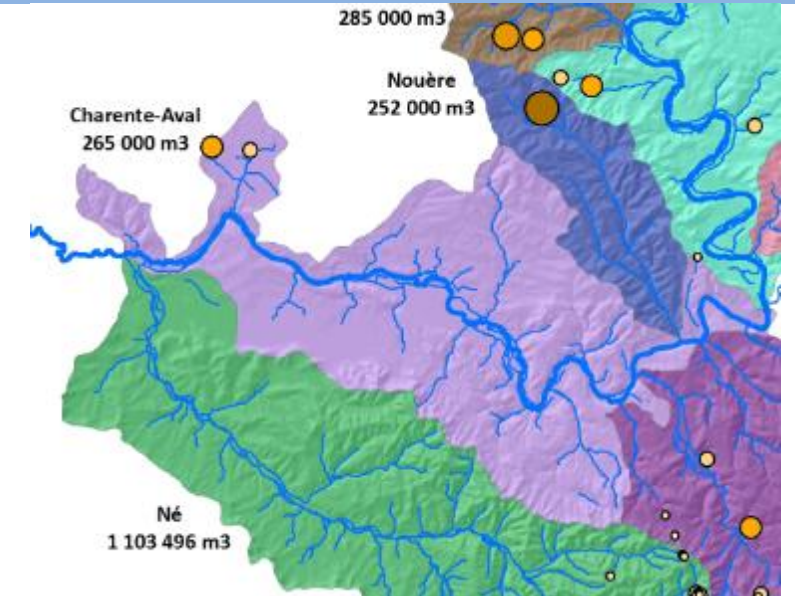 285 000 m3
Nouère
252 000 m3
Charente-Aval
265 000 m3
Né
1 103 496 m3